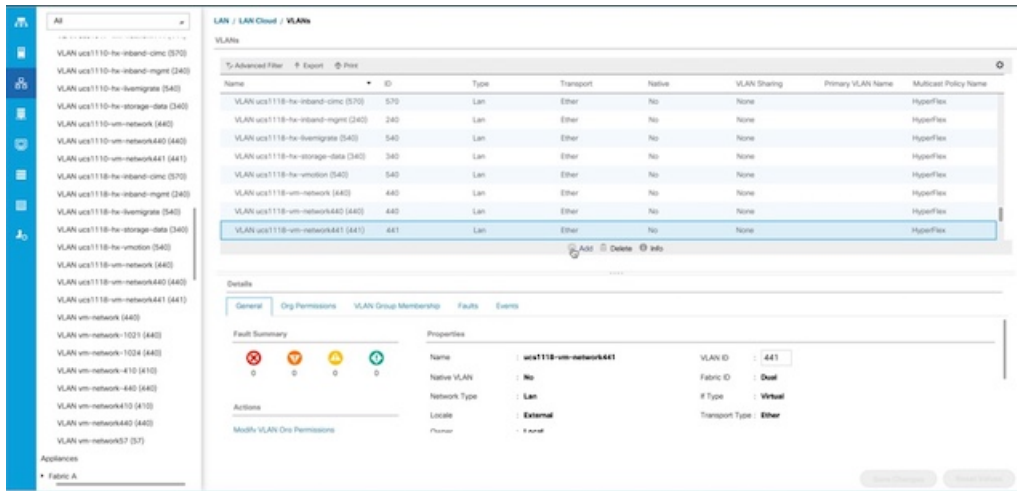 All
LAN / LAN Cloud / VLANs
VLANs
Advanced Filter Export Print
Name ID Type Transport Native VLAN Sharing Primary VLAN Name Multicast Policy Name
VLAN ucs1118-hx-inband-cimc (570) 570 Lan Ether No None HyperFlex
VLAN ucs1118-hx-inband-mgmt (240) 240 Lan Ether No None HyperFlex
VLAN ucs1118-hx-livemigrate (540) 540 Lan Ether No None HyperFlex
VLAN ucs1118-hx-storage-data (340) 340 Lan Ether No None HyperFlex
VLAN ucs1118-hx-vmotion (540) 540 Lan Ether No None HyperFlex
VLAN ucs1118-vm-network (440) 440 Lan Ether No None HyperFlex
VLAN ucs1118-vm-network440 (440) 440 Lan Ether No None HyperFlex
VLAN ucs1118-vm-network441 (441) 441 Lan Ether No None HyperFlex
Add Delete Info
VLAN ucs1110-hx-inband-cimc (570)
VLAN ucs1110-hx-inband-mgmt (240)
VLAN ucs1110-hx-livemigrate (540)
VLAN ucs1110-hx-storage-data (340)
VLAN ucs1110-vm-network (440)
VLAN ucs1110-vm-network440 (440)
VLAN ucs1110-vm-network441 (441)
VLAN ucs1118-hx-inband-cimc (570)
VLAN ucs1118-hx-inband-mgmt (240)
VLAN ucs1118-hx-livemigrate (540)
VLAN ucs1118-hx-storage-data (340)
VLAN ucs1118-hx-vmotion (540)
VLAN ucs1118-vm-network (440)
VLAN ucs1118-vm-network440 (440)
VLAN ucs1118-vm-network441 (441)
VLAN vm-network (440)
VLAN vm-network-1021 (440)
VLAN vm-network-1024 (440)
VLAN vm-network-410 (410)
VLAN vm-network-440 (440)
VLAN vm-network410 (410)
VLAN vm-network440 (440)
VLAN vm-network57 (57)
Appliances
Fabric A
Details
General Org Permissions VLAN Group Membership Faults Events
Fault Summary
0 0 0 0
Actions
Modify VLAN Org Permissions
Properties
Name : ucs1118-vm-network441 VLAN ID : 441
Native VLAN : No Fabric ID : Dual
Network Type : Lan If Type : Virtual
Locale : External Transport Type : Ether
Owner : Local
Save Changes